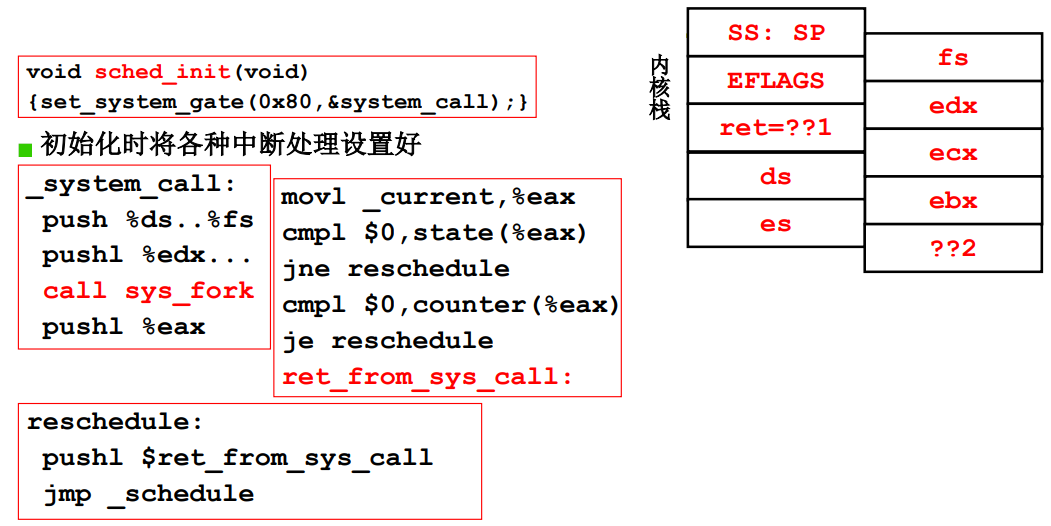 void sched_init(void)
{set_system_gate(0x80,&system_call);}
初始化时将各种中断处理设置好
_system_call:
push %ds..%fs
pushl %edx...
call sys_fork
pushl %eax
movl _current,%eax
cmpl $0,state(%eax)
jne reschedule
cmpl $0,counter(%eax)
je reschedule
ret_from_sys_call:
reschedule:
pushl $ret_from_sys_call
jmp _schedule
内核栈
SS: SP
EFLAGS
ret=??1
ds
es
fs
edx
ecx
ebx
??2